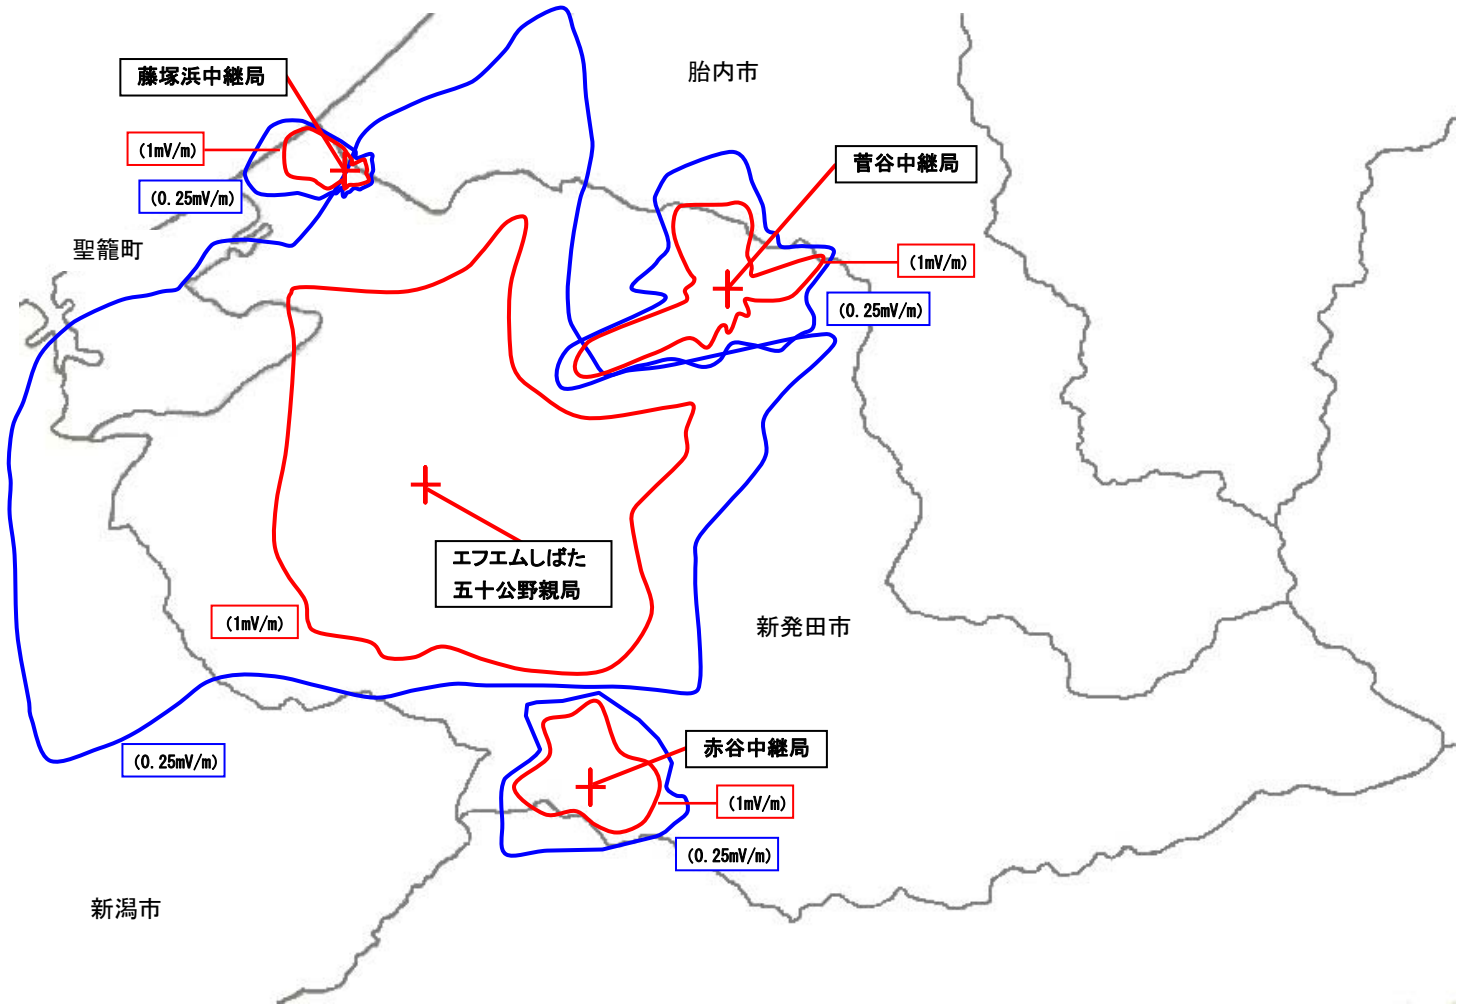 胎内市
藤塚浜中継局
(1mV/m)
菅谷中継局
(0.25mV/m)
聖籠町
(1mV/m)
(0.25mV/m)
エフエムしばた
五十公野親局
(1mV/m)
新発田市
(0.25mV/m)
赤谷中継局
(1mV/m)
(0.25mV/m)
新潟市